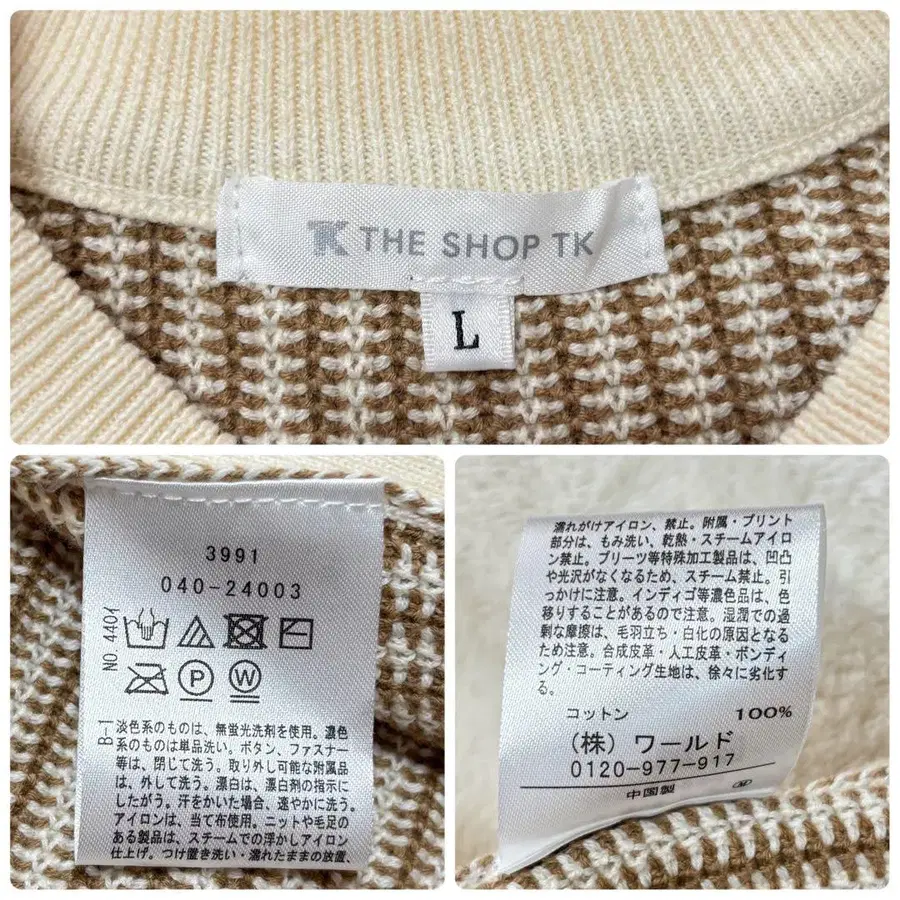 TK THE SHOP TK
L
3991
040-24003
NO.440イ
P
W
B-1
淡色系のものは、無蛍光洗剤を使用。濃色
系のものは単品洗い。ボタン、ファスナー
等は、閉じて洗う。取り外し可能な附属品
は、外して洗う。漂白は、漂白剤の指示に
したがう。汗をかいた場合、速やかに洗う。
アイロンは、当て布使用。ニットや毛足の
ある製品は、スチームでの浮かしアイロン
仕上げ。つけ置き洗い・濡れたままの放置、
濡れがけアイロン、禁止。附属・プリント
部分は、もみ洗い、乾熱・スチームアイロ
ン禁止。プリーツ等特殊加工製品は、凹凸
や光沢がなくなるため、スチーム禁止。引
っかけに注意。インディゴ等濃色品は、色
移りすることがあるので注意。湿潤での過
剰な摩擦は、毛羽立ち・白化の原因となる
ため注意。合成皮革・人工皮革・ボンディ
ング・コーティング生地は、徐々に劣化す
る。
コットン 100%
(株)ワールド
0120-977-917
中国製